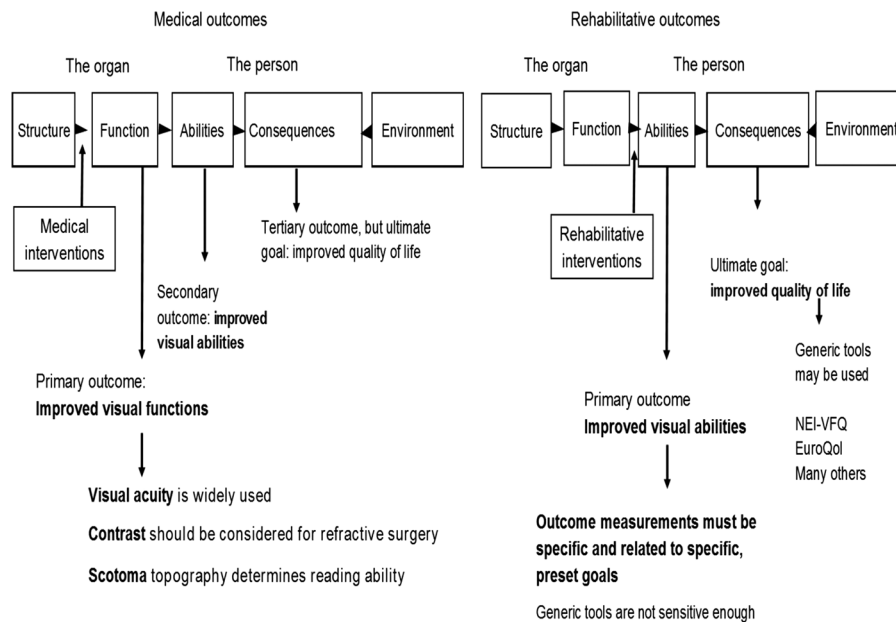 Medical outcomes
The organ
The person
Structure
Function
Abilities
Consequences
Environment
Medical
interventions
Tertiary outcome, but ultimate
goal: improved quality of life
Secondary
outcome: improved
visual abilities
Primary outcome:
Improved visual functions
Visual acuity is widely used
Contrast should be considered for refractive surgery
Scotoma topography determines reading ability
Rehabilitative outcomes
The organ
The person
Structure
Function
Abilities
Consequences
Environment
Rehabilitative
interventions
Ultimate goal:
improved quality of life
Generic tools
may be used
NEI-VFQ
EuroQol
Many others
Primary outcome
Improved visual abilities
Outcome measurements must be
specific and related to specific,
preset goals
Generic tools are not sensitive enough